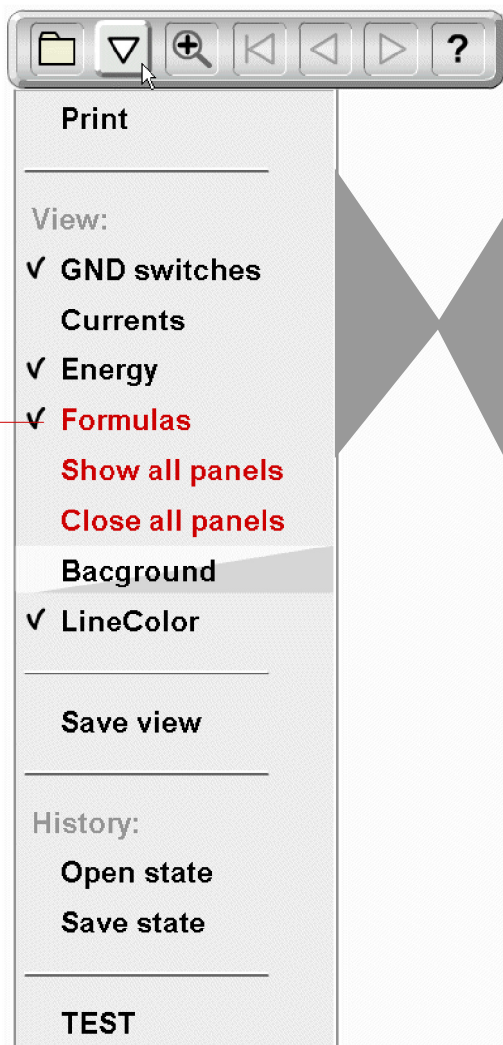 ?
Print
View:
GND switches
Currents
Energy
Formulas
Show all panels
Close all panels
Bacground
LineColor
Save view
History:
Open state
Save state
TEST